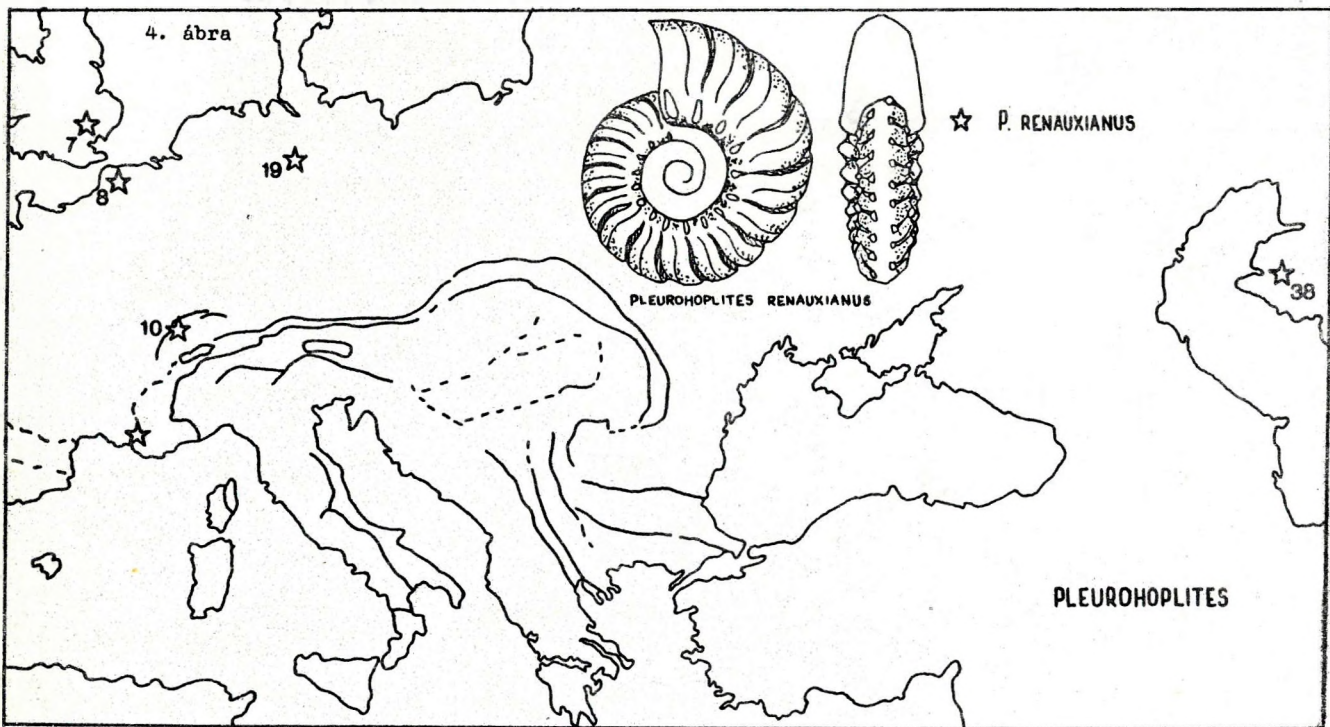 4. ábra
☆ P. RENAUXIANUS
7
8
19
PLEUROHOPLITES RENAUXIANUS
38
10
PLEUROHOPLITES